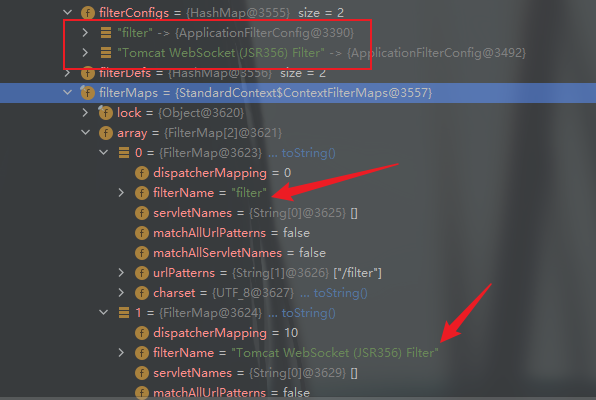 filterConfigs = {HashMap@3555} size = 2
"filter" -> {ApplicationFilterConfig@3390}
"Tomcat WebSocket (JSR356) Filter" -> {ApplicationFilterConfig@3492}
filterDefs = {HashMap@3556} size = 2
filterMaps = {StandardContext$ContextFilterMaps@3557}
lock = {Object@3620}
array = {FilterMap[2]@3621}
0 = {FilterMap@3623} ... toString()
dispatcherMapping = 0
filterName = "filter"
servletNames = {String[0]@3625} []
matchAllUrlPatterns = false
matchAllServletNames = false
urlPatterns = {String[1]@3626} ["/filter"]
charset = {UTF_8@3627} ... toString()
1 = {FilterMap@3624} ... toString()
dispatcherMapping = 10
filterName = "Tomcat WebSocket (JSR356) Filter"
servletNames = {String[0]@3629} []
matchAllUrlPatterns = false